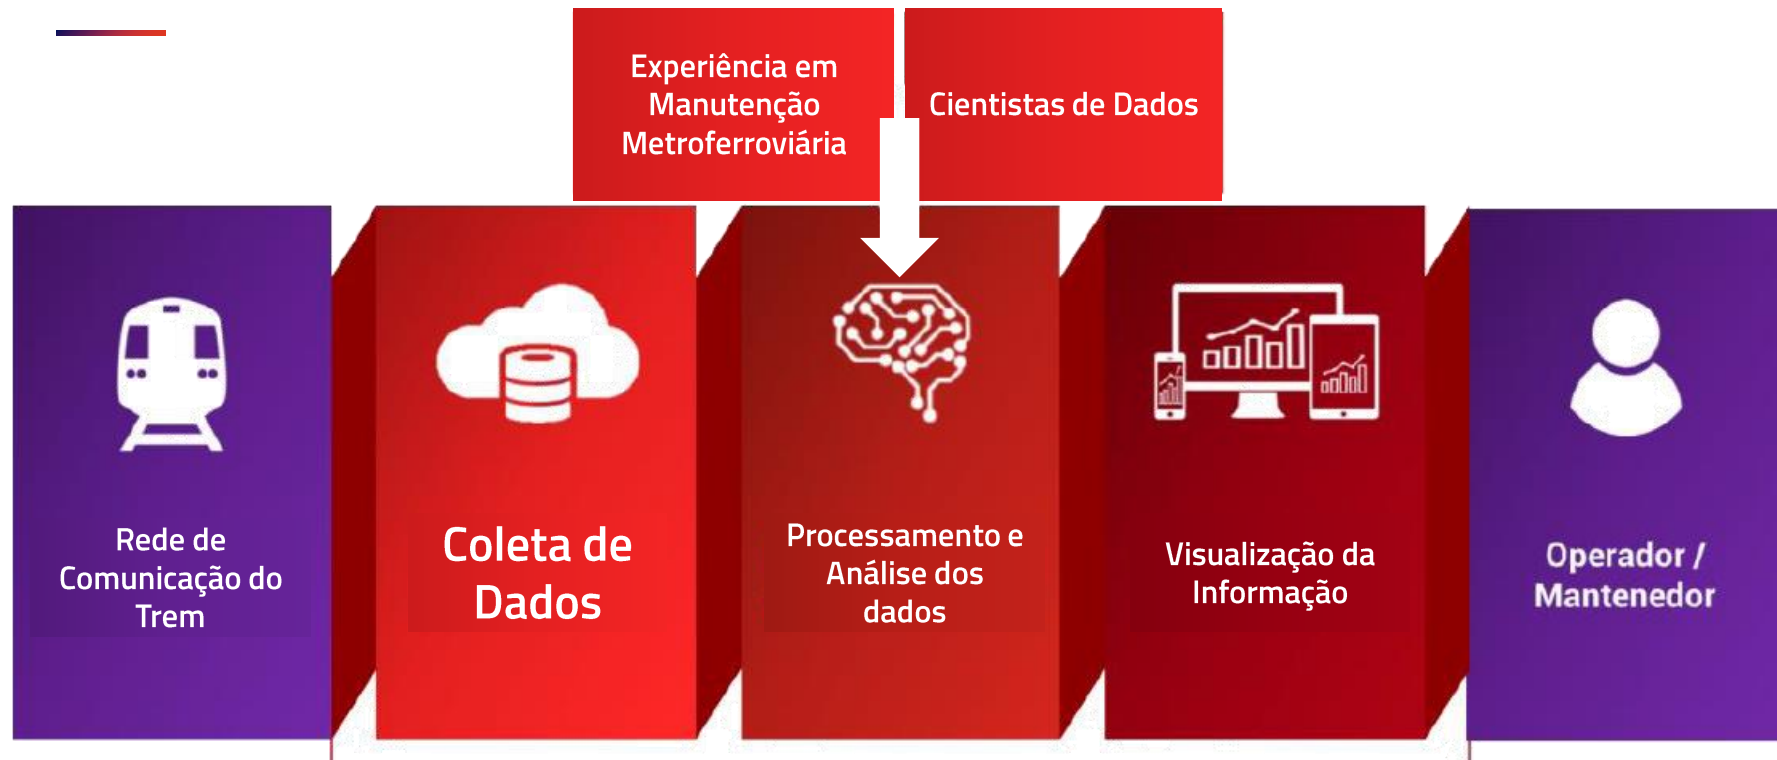 Experiência em
Manutenção
Metroferroviária
Cientistas de Dados
Rede de
Comunicação do
Trem
Coleta de
Dados
Processamento e
Análise dos
dados
Visualização da
Informação
Operador /
Mantenedor